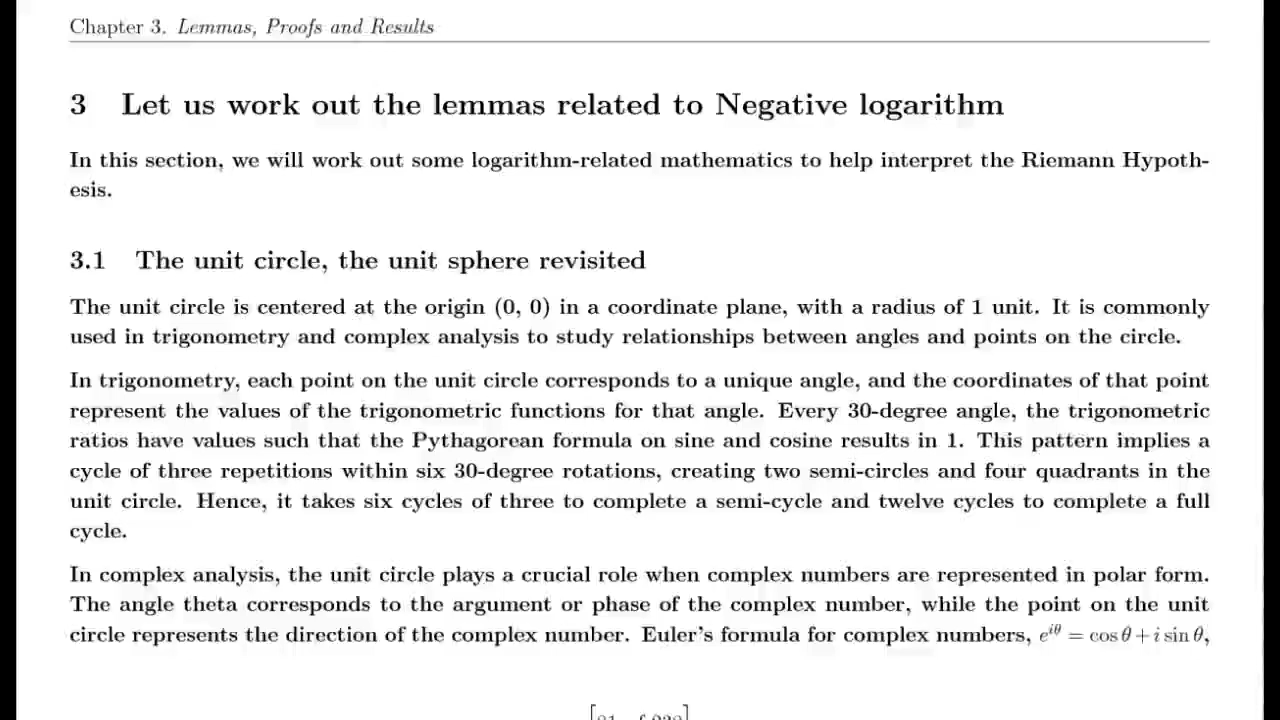 Chapter 3. Lemmas, Proofs and Results
3 Let us work out the lemmas related to Negative logarithm
In this section, we will work out some logarithm-related mathematics to help interpret the Riemann Hypoth-
esis.
3.1 The unit circle, the unit sphere revisited
The unit circle is centered at the origin (0, 0) in a coordinate plane, with a radius of 1 unit. It is commonly
used in trigonometry and complex analysis to study relationships between angles and points on the circle.
In trigonometry, each point on the unit circle corresponds to a unique angle, and the coordinates of that point
represent the values of the trigonometric functions for that angle. Every 30-degree angle, the trigonometric
ratios have values such that the Pythagorean formula on sine and cosine results in 1. This pattern implies a
cycle of three repetitions within six 30-degree rotations, creating two semi-circles and four quadrants in the
unit circle. Hence, it takes six cycles of three to complete a semi-cycle and twelve cycles to complete a full
cycle.
In complex analysis, the unit circle plays a crucial role when complex numbers are represented in polar form.
The angle theta corresponds to the argument or phase of the complex number, while the point on the unit
circle represents the direction of the complex number. Euler's formula for complex numbers, e^{iθ} = cos θ + i sin θ,